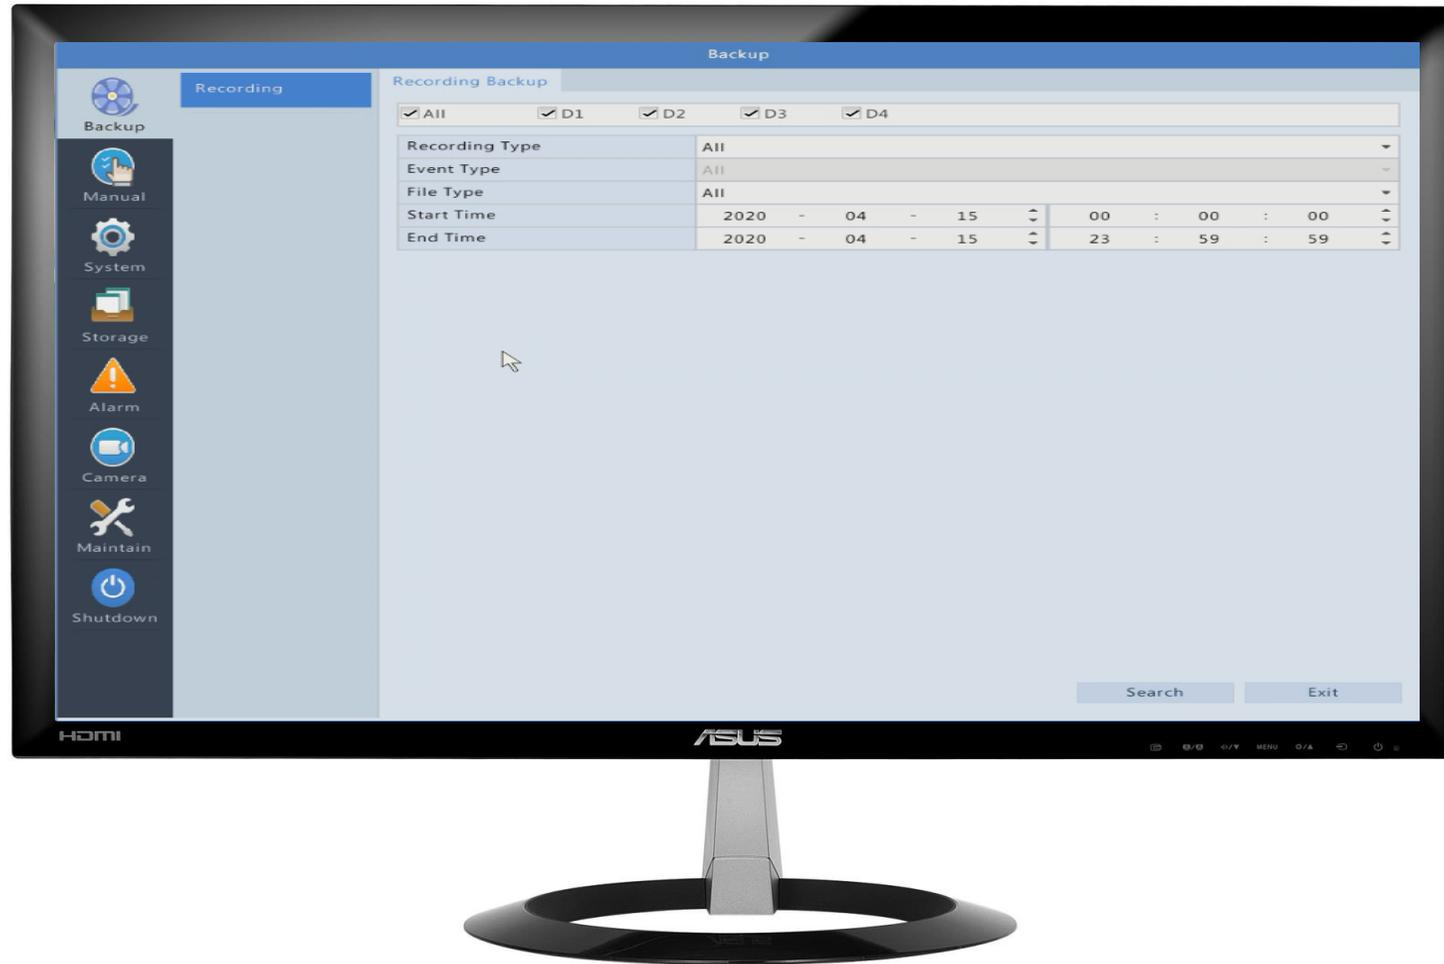 Backup
Backup
Manual
System
Storage
Alarm
Camera
Maintain
Shutdown
Recording
Recording Backup
All D1 D2 D3 D4
Recording Type All
Event Type All
File Type All
Start Time 2020 - 04 - 15 00 : 00 : 00
End Time 2020 - 04 - 15 23 : 59 : 59
Search Exit
HDMI
ASUS
MENU